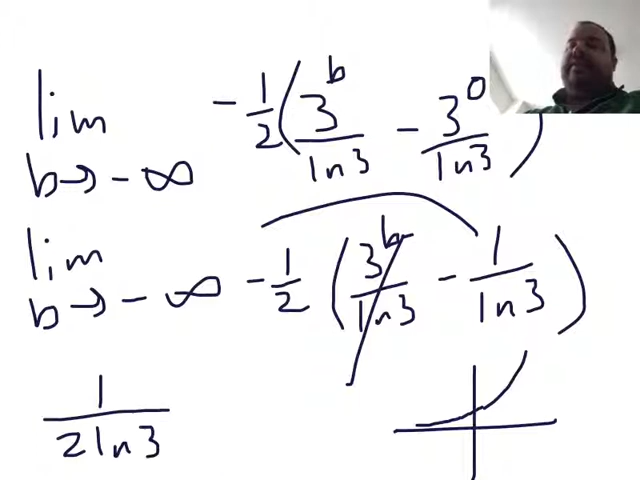 lim b→-∞ -1/2 (3^b/ln3 - 3^0/ln3)
lim b→-∞ -1/2 (3^b/ln3 - 1/ln3)
1/(2ln3)